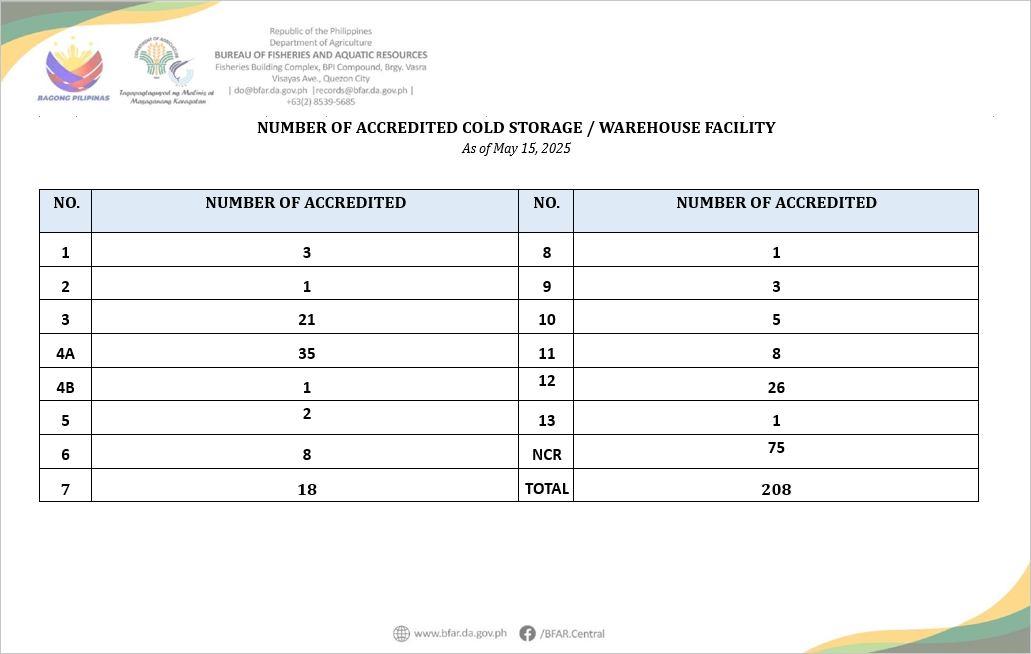 Republic of the Philippines
Department of Agriculture
BUREAU OF FISHERIES AND AQUATIC RESOURCES
Fisheries Building Complex, BPI Compound, Brgy. Vasra
Visayas Ave., Quezon City
| do@bfar.da.gov.ph |records@bfar.da.gov.ph |
+63(2) 8539-5685
BAGONG PILIPINAS
DEPARTMENT OF AGRICULTURE
Tagapagtaguyod ng Malinis at
Masaganang Karagatan
NUMBER OF ACCREDITED COLD STORAGE / WAREHOUSE FACILITY
As of May 15, 2025
NO. NUMBER OF ACCREDITED NO. NUMBER OF ACCREDITED
1 3 8 1
2 1 9 3
3 21 10 5
4A 35 11 8
4B 1 12 26
5 2 13 1
6 8 NCR 75
7 18 TOTAL 208
www.bfar.da.gov.ph /BFAR.Central